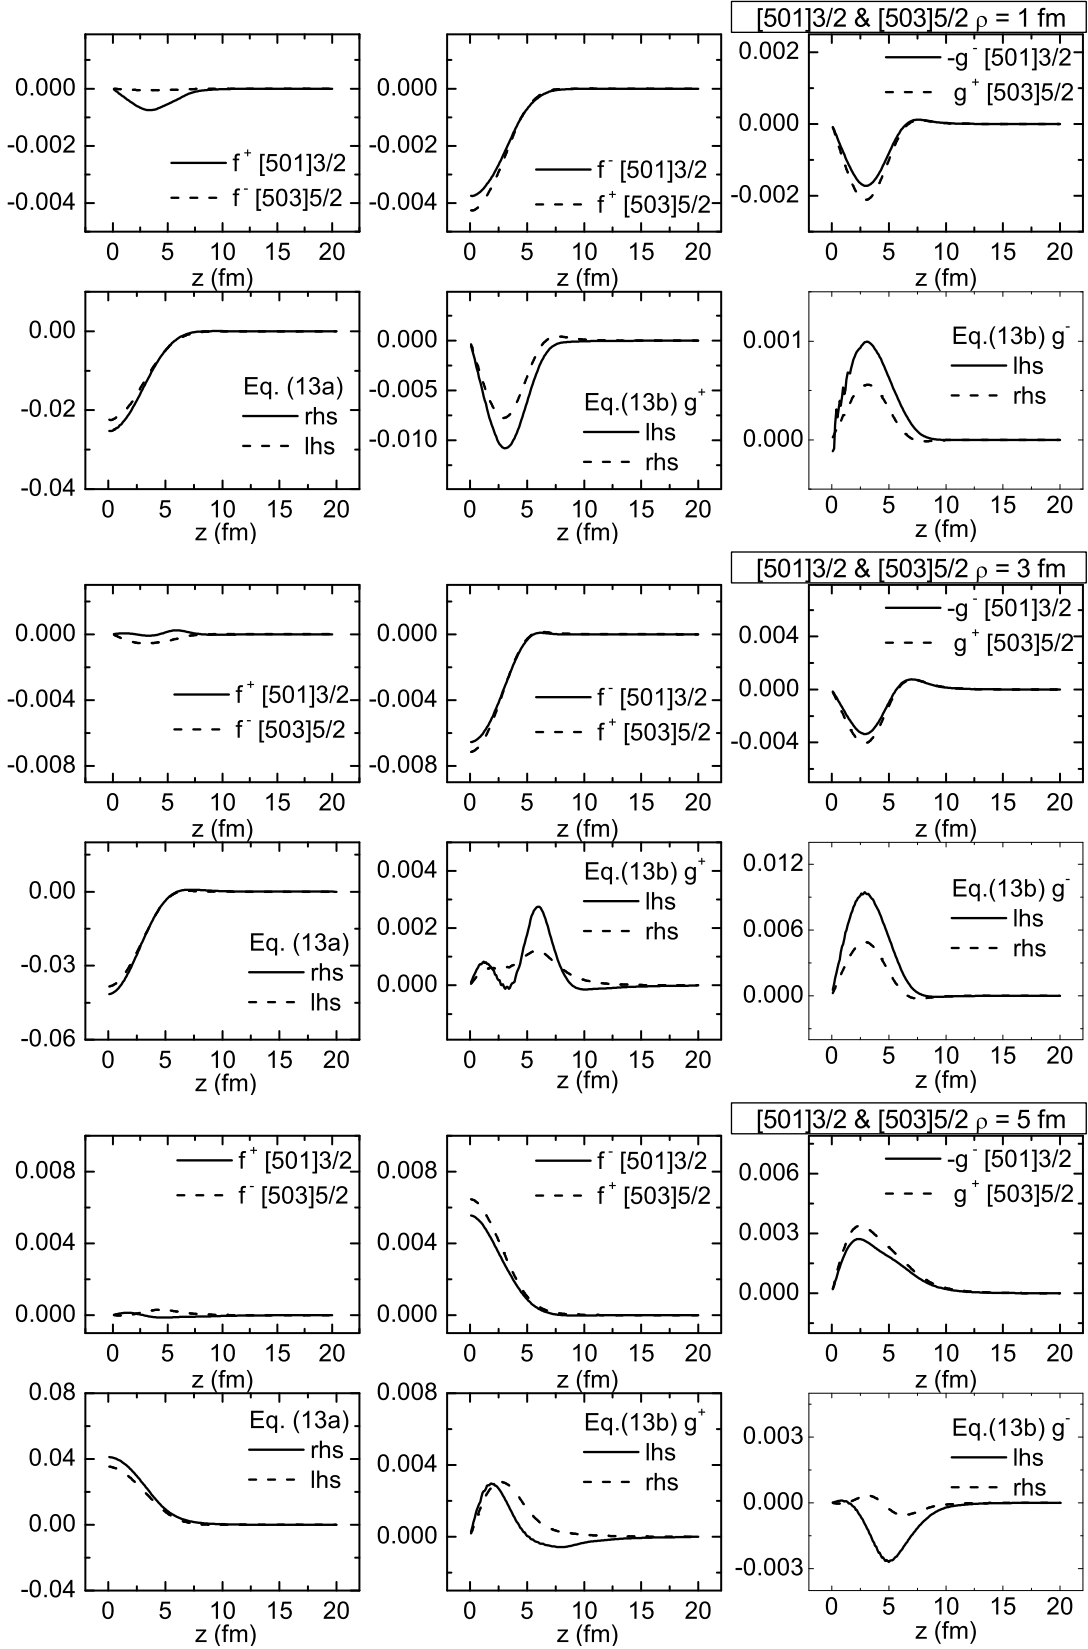 [501]3/2 & [503]5/2 ρ = 1 fm
0.000
-0.002
-0.004
f+ [501]3/2
f- [503]5/2
0 5 10 15 20
z (fm)
0.000
-0.002
-0.004
f- [501]3/2
f+ [503]5/2
0 5 10 15 20
z (fm)
0.002
0.000
-0.002
-g- [501]3/2
g+ [503]5/2
0 5 10 15 20
z (fm)
0.00
-0.02
-0.04
Eq. (13a)
rhs
lhs
0 5 10 15 20
z (fm)
0.000
-0.005
-0.010
Eq.(13b) g+
lhs
rhs
0 5 10 15 20
z (fm)
0.001
0.000
Eq.(13b) g-
lhs
rhs
0 5 10 15 20
z (fm)
[501]3/2 & [503]5/2 ρ = 3 fm
0.000
-0.004
-0.008
f+ [501]3/2
f- [503]5/2
0 5 10 15 20
z (fm)
0.000
-0.004
-0.008
f- [501]3/2
f+ [503]5/2
0 5 10 15 20
z (fm)
0.004
0.000
-0.004
-g- [501]3/2
g+ [503]5/2
0 5 10 15 20
z (fm)
0.00
-0.03
-0.06
Eq. (13a)
rhs
lhs
0 5 10 15 20
z (fm)
0.004
0.002
0.000
Eq.(13b) g+
lhs
rhs
0 5 10 15 20
z (fm)
0.012
0.006
0.000
Eq.(13b) g-
lhs
rhs
0 5 10 15 20
z (fm)
[501]3/2 & [503]5/2 ρ = 5 fm
0.008
0.004
0.000
f+ [501]3/2
f- [503]5/2
0 5 10 15 20
z (fm)
0.008
0.004
0.000
f- [501]3/2
f+ [503]5/2
0 5 10 15 20
z (fm)
0.006
0.003
0.000
-g- [501]3/2
g+ [503]5/2
0 5 10 15 20
z (fm)
0.08
0.04
0.00
-0.04
Eq. (13a)
rhs
lhs
0 5 10 15 20
z (fm)
0.008
0.004
0.000
Eq.(13b) g+
lhs
rhs
0 5 10 15 20
z (fm)
0.003
0.000
-0.003
Eq.(13b) g-
lhs
rhs
0 5 10 15 20
z (fm)